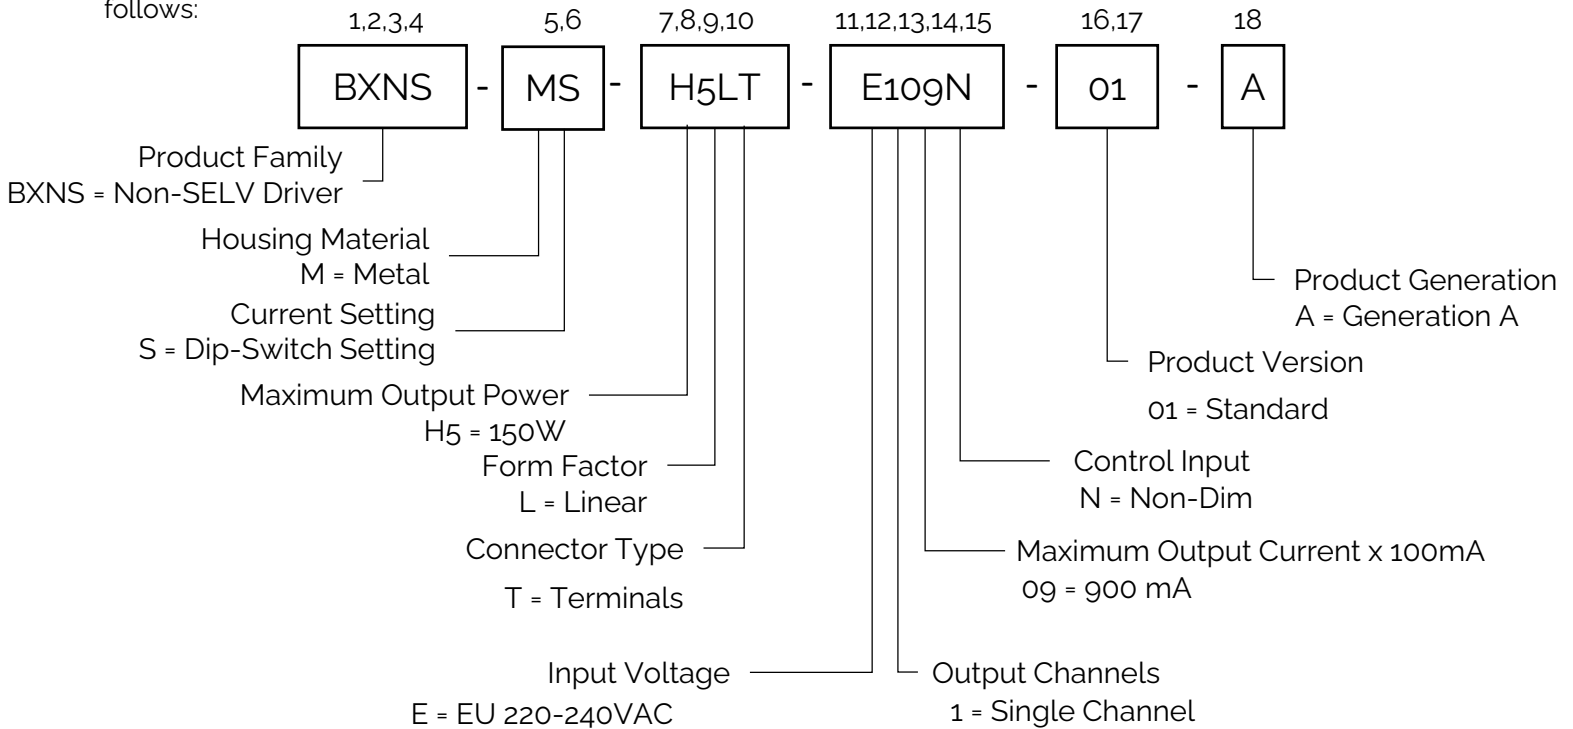 follows:
1,2,3,4 5,6 7,8,9,10 11,12,13,14,15 16,17 18
BXNS - MS - H5LT - E109N - 01 - A
Product Family
BXNS = Non-SELV Driver
Housing Material
M = Metal
Current Setting
S = Dip-Switch Setting
Maximum Output Power
H5 = 150W
Form Factor
L = Linear
Connector Type
T = Terminals
Input Voltage
E = EU 220-240VAC
Output Channels
1 = Single Channel
Maximum Output Current x 100mA
09 = 900 mA
Control Input
N = Non-Dim
Product Version
01 = Standard
Product Generation
A = Generation A